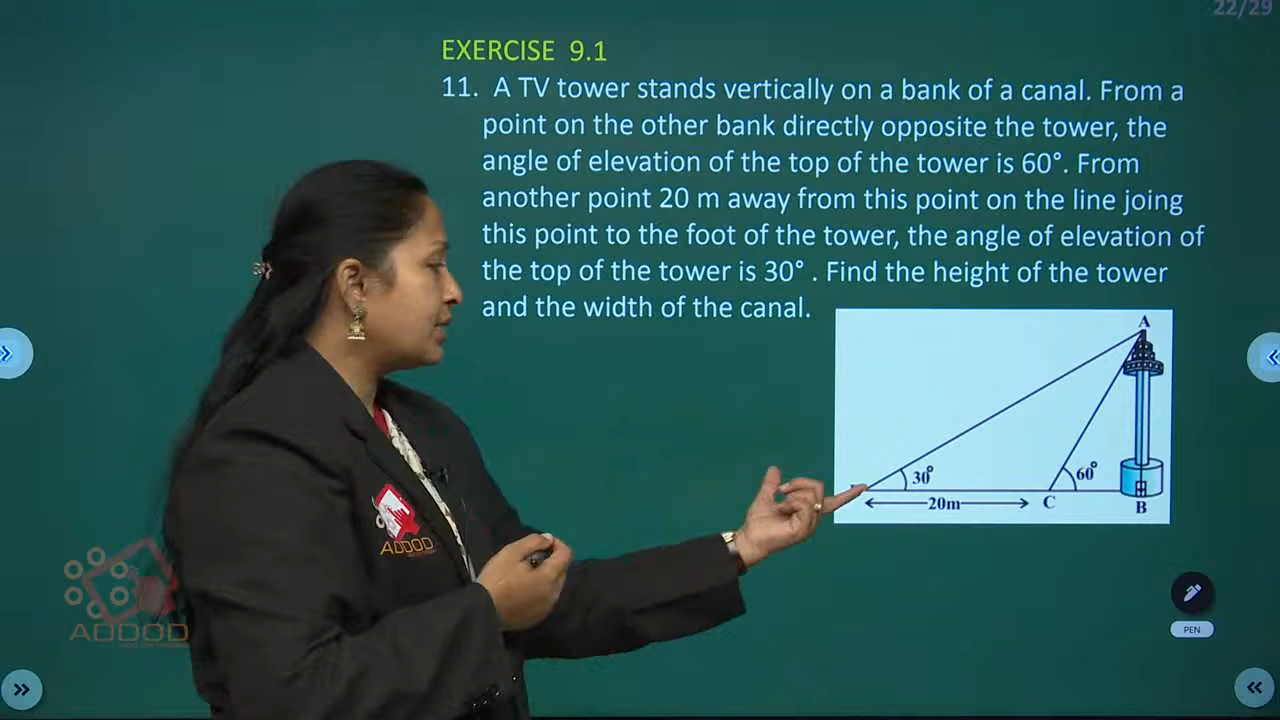 22/29
EXERCISE 9.1
11. A TV tower stands vertically on a bank of a canal. From a
point on the other bank directly opposite the tower, the
angle of elevation of the top of the tower is 60°. From
another point 20 m away from this point on the line joing
this point to the foot of the tower, the angle of elevation of
the top of the tower is 30° . Find the height of the tower
and the width of the canal.
A
30°
60°
20m
C
B
ADDOD
ADDOD
PEN